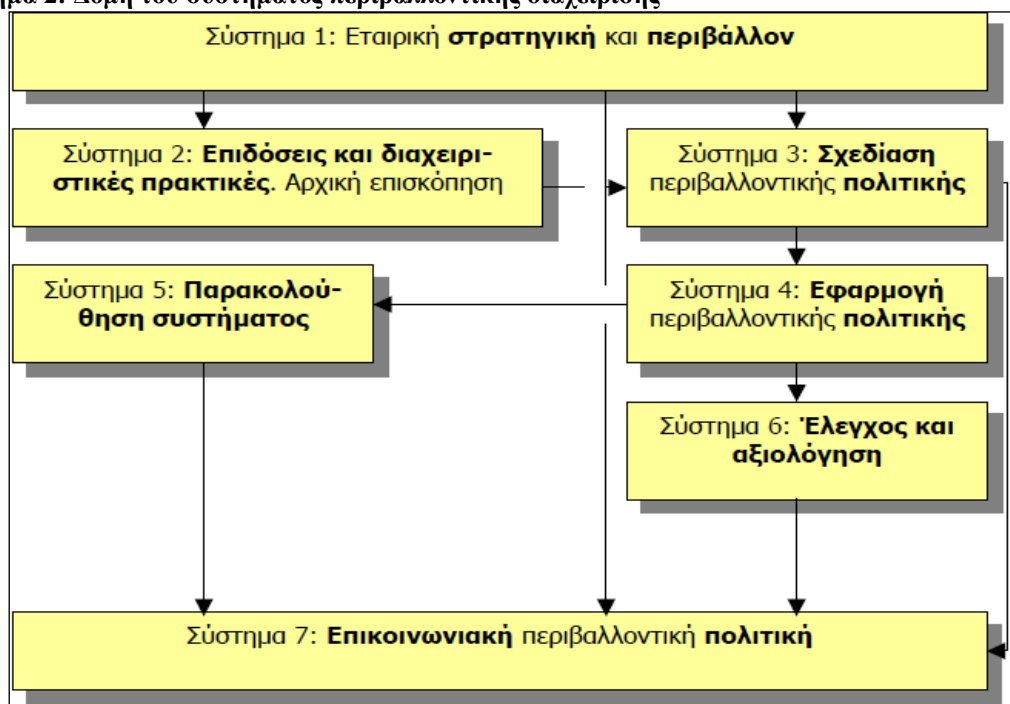 Σύστημα 1: Εταιρική στρατηγική και περιβάλλον
Σύστημα 2: Επιδόσεις και διαχειρι-
στικές πρακτικές. Αρχική επισκόπηση
Σύστημα 3: Σχεδίαση
περιβαλλοντικής πολιτικής
Σύστημα 5: Παρακολού-
θηση συστήματος
Σύστημα 4: Εφαρμογή
περιβαλλοντικής πολιτικής
Σύστημα 6: Έλεγχος και
αξιολόγηση
Σύστημα 7: Επικοινωνιακή περιβαλλοντική πολιτική